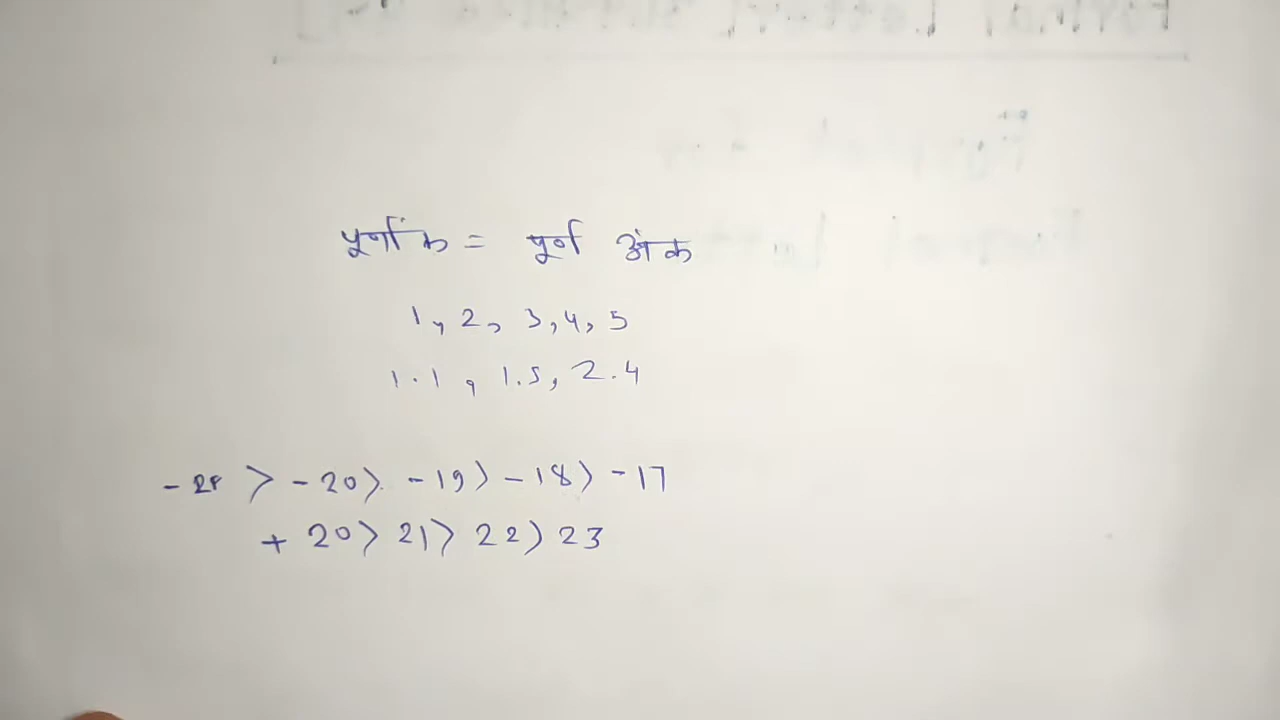 पूर्णांक = पूर्ण अंक
1, 2, 3, 4, 5
1.1, 1.5, 2.4
> -20 > -19 > -18 > -17
+ 20 > 21 > 22 > 23